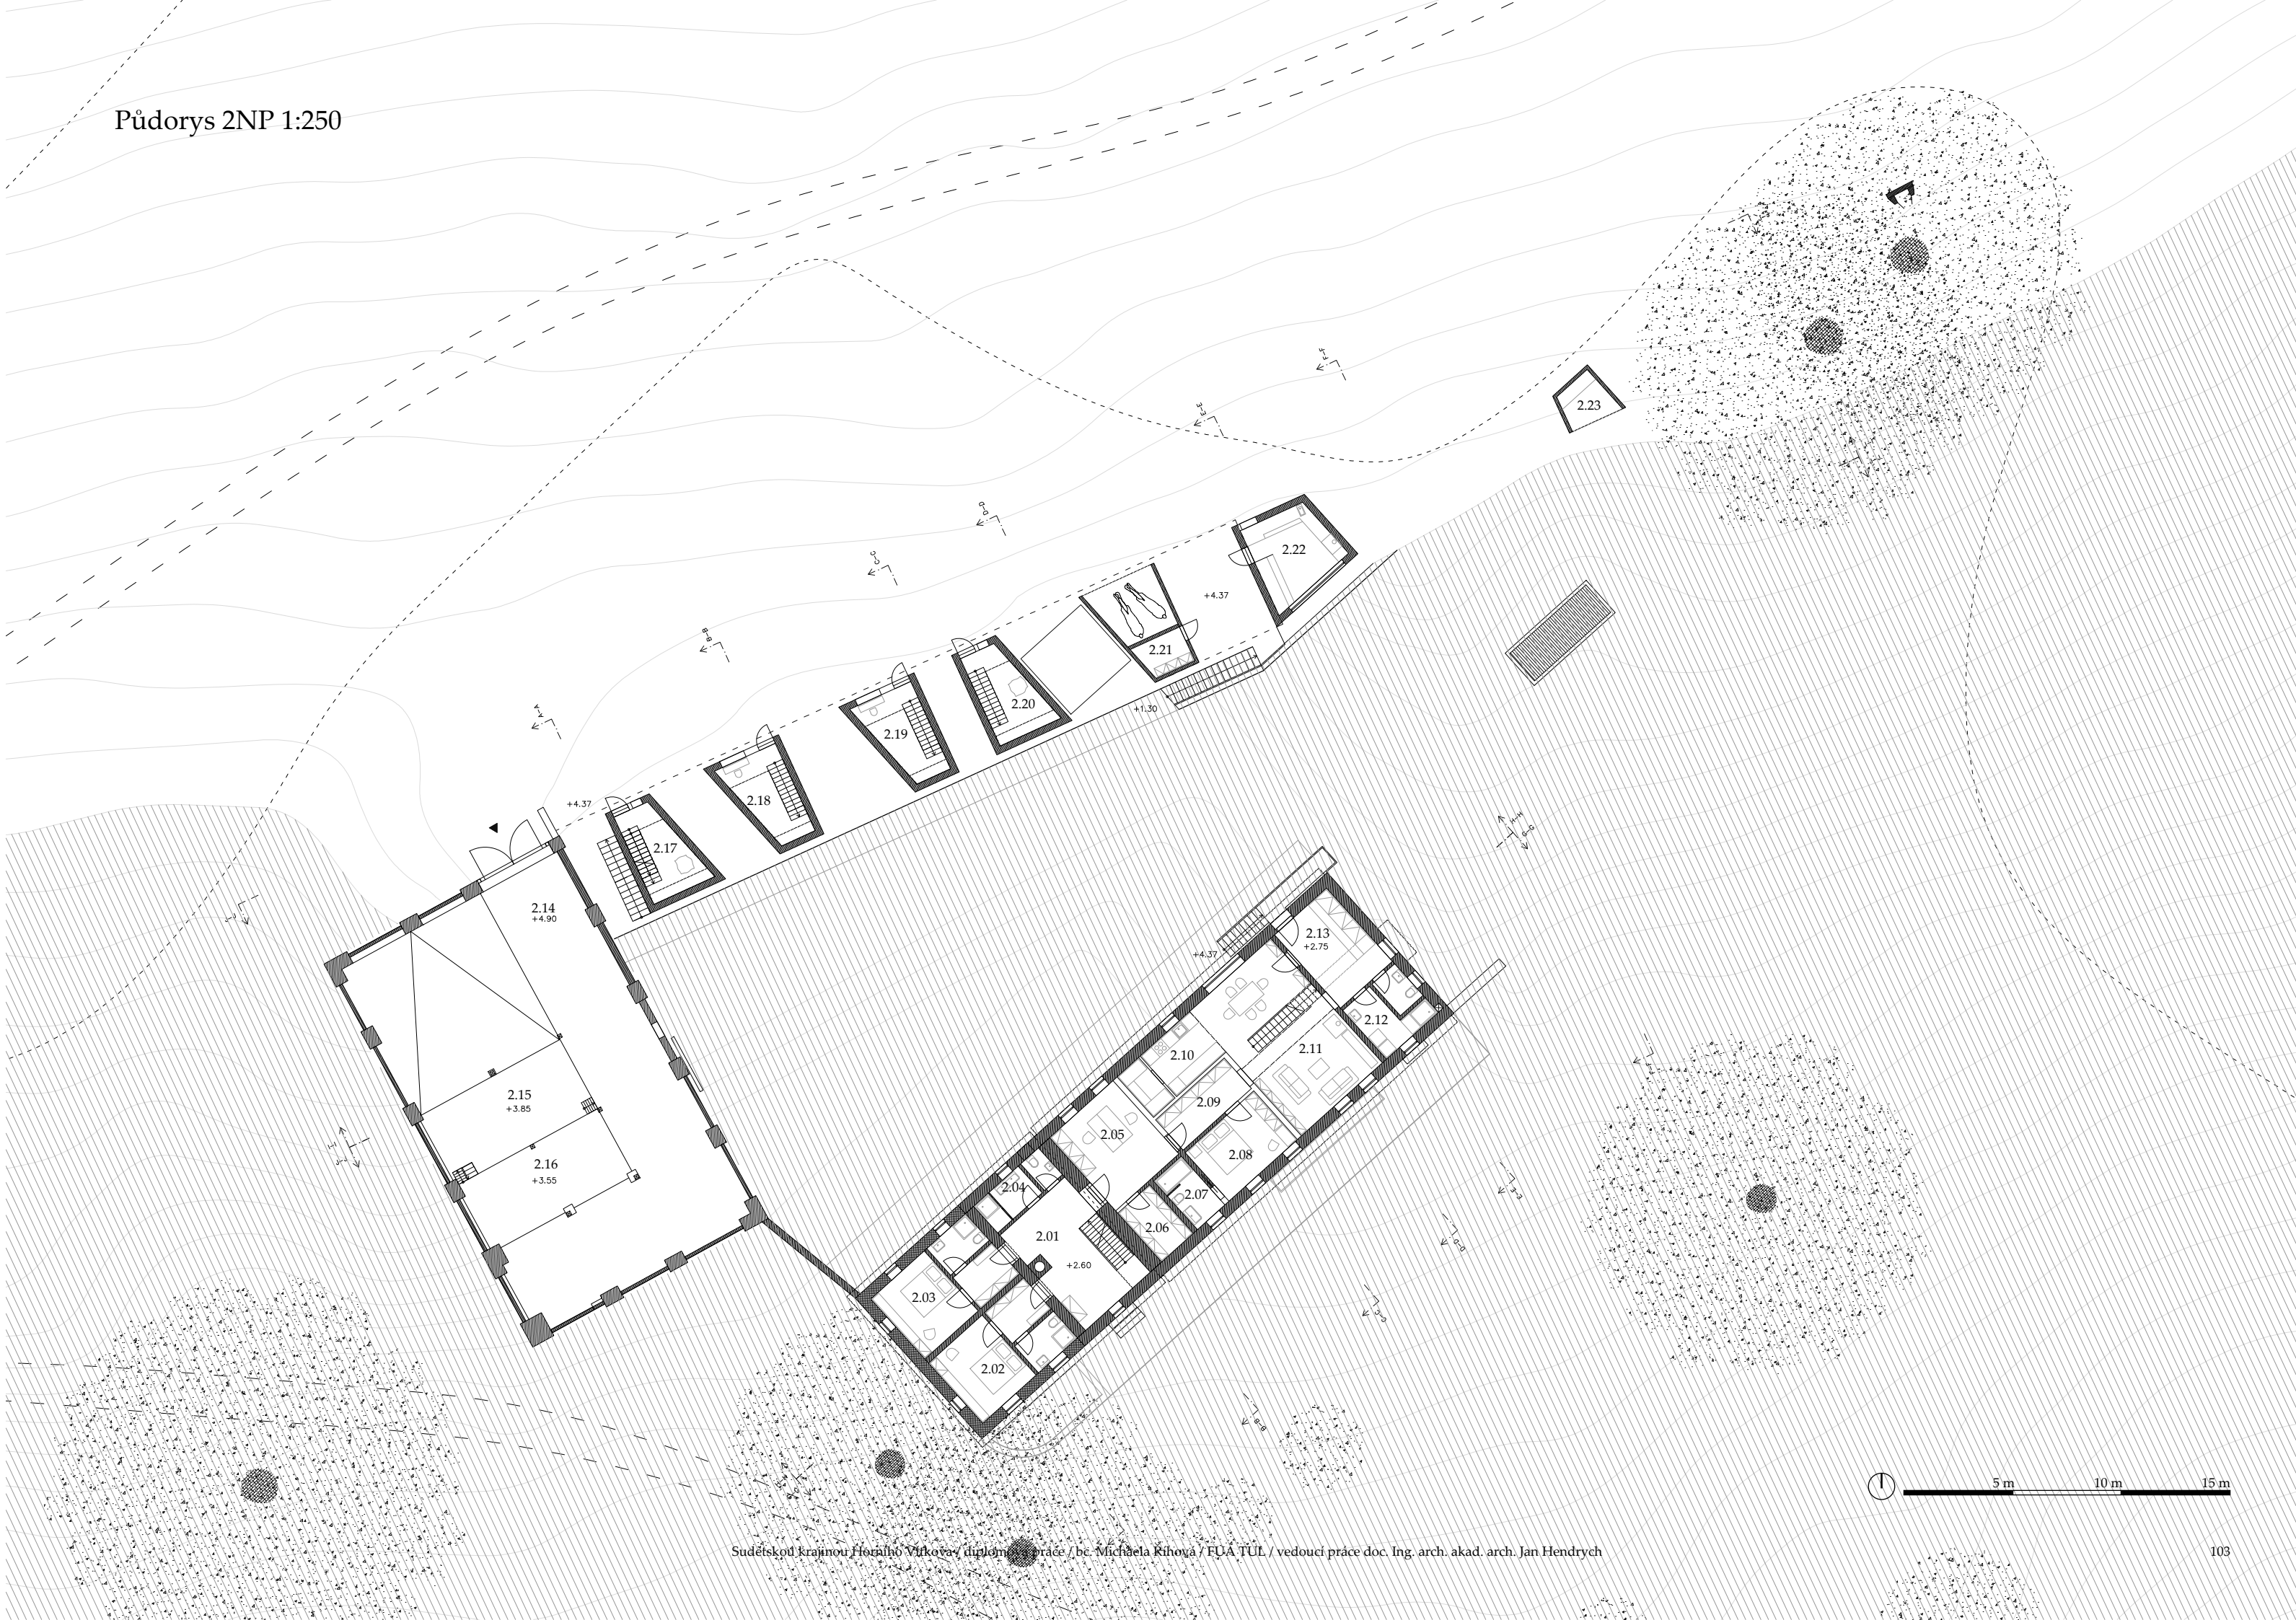 Půdorys 2NP 1:250
F-F
3-3
2.23
D-D
C-C
2.22
+4.37
B-B
2.21
+1.30
2.20
A-A
2.19
2.18
+4.37
2.17
H-H
G-G
2.14
+4.90
2.13
+2.75
+4.37
2.12
2.11
2.10
2.15
+3.85
2.09
2.05
2.08
2.16
+3.55
2.04
2.07
2.06
2.01
+2.60
3-3
D-D
2.03
C-C
2.02
B-B
5 m 10 m 15 m
Sudetskou krajinou Horního Vítkova / diplomová práce / bc. Michaela Říhová / FUA TUL / vedoucí práce doc. Ing. arch. akad. arch. Jan Hendrych
103